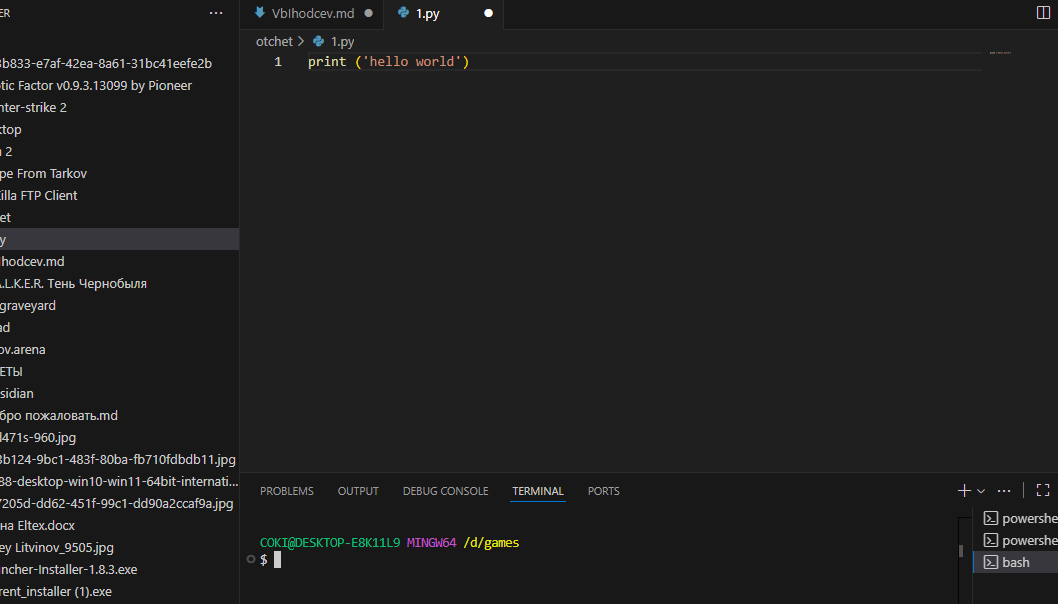 ER ...
Vblhodcev.md 1.py
otchet > 1.py
1 print ('hello world')
3b833-e7af-42ea-8a61-31bc41eefe2b
tic Factor v0.9.3.13099 by Pioneer
nter-strike 2
ktop
2
pe From Tarkov
illa FTP Client
et
y
lhodcev.md
.L.K.E.R. Тень Чернобыля
graveyard
ad
ov.arena
ЕТЫ
sidian
бро пожаловать.md
d471s-960.jpg
3b124-9bc1-483f-80ba-fb710fdbdb11.jpg
88-desktop-win10-win11-64bit-internati...
7205d-dd62-451f-99c1-dd90a2ccaf9a.jpg
на Eltex.docx
ey Litvinov_9505.jpg
ncher-Installer-1.8.3.exe
rent_installer (1).exe
PROBLEMS OUTPUT DEBUG CONSOLE TERMINAL PORTS
COKI@DESKTOP-E8K11L9 MINGW64 /d/games
$
powershe
powershe
bash